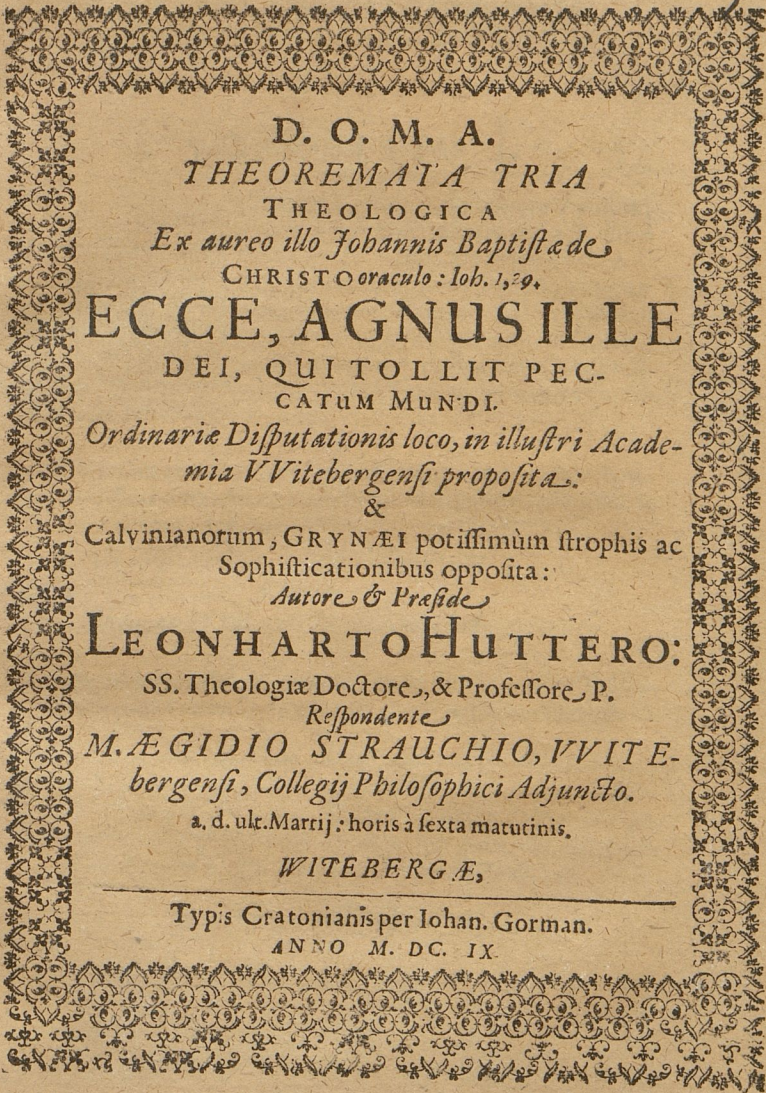 D. O. M. A.
THEOREMATA TRIA
THEOLOGICA
Ex aureo illo Johannis Baptistæ de
CHRISTO oraculo: Ioh. 1,29.
ECCE, AGNUS ILLE
DEI, QUI TOLLIT PEC-
CATUM MUNDI.
Ordinariæ Disputationis loco, in illustri Acade-
mia VVitebergensi proposita:
&
Calvinianorum, GRYNÆI potissimùm strophis ac
Sophisticationibus opposita:
Autore & Præside
LEONHARTO HUTTERO:
SS. Theologiæ Doctore, & Professore P.
Respondente
M. ÆGIDIO STRAUCHIO, VVITE-
bergensi, Collegij Philosophici Adjuncto.
a. d. ult. Martij: horis à sexta matutinis.
WITEBERGÆ,
Typis Cratonianis per Iohan. Gorman.
ANNO M. DC. IX.